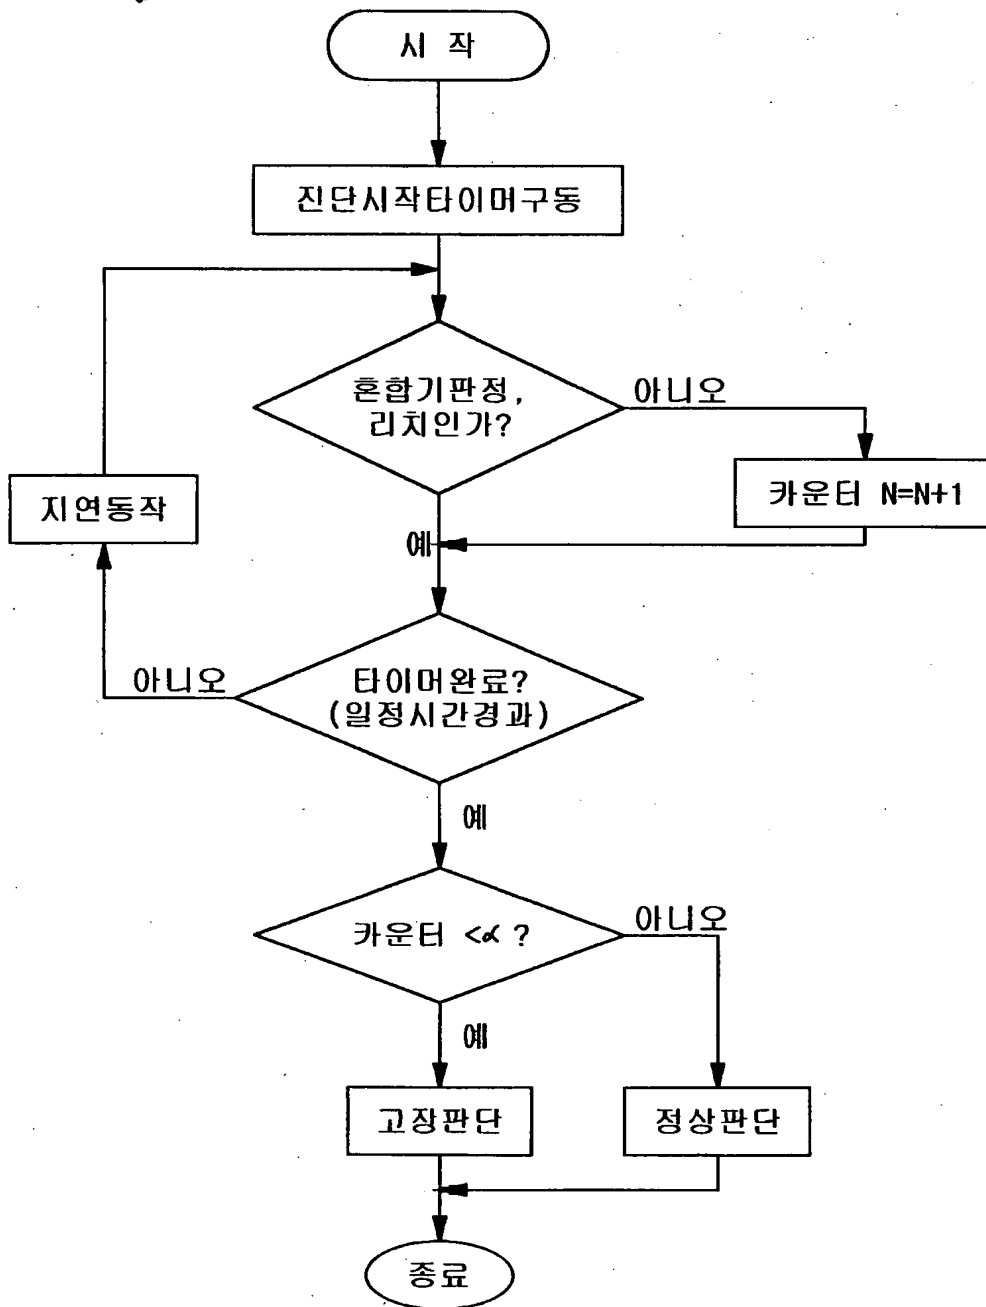 시 작
진단시작타이머구동
혼합기판정,
리치인가?
아니오
카운터 N=N+1
지연동작
예
아니오
타이머완료?
(일정시간경과)
예
카운터 <α ?
아니오
예
고장판단
정상판단
종료